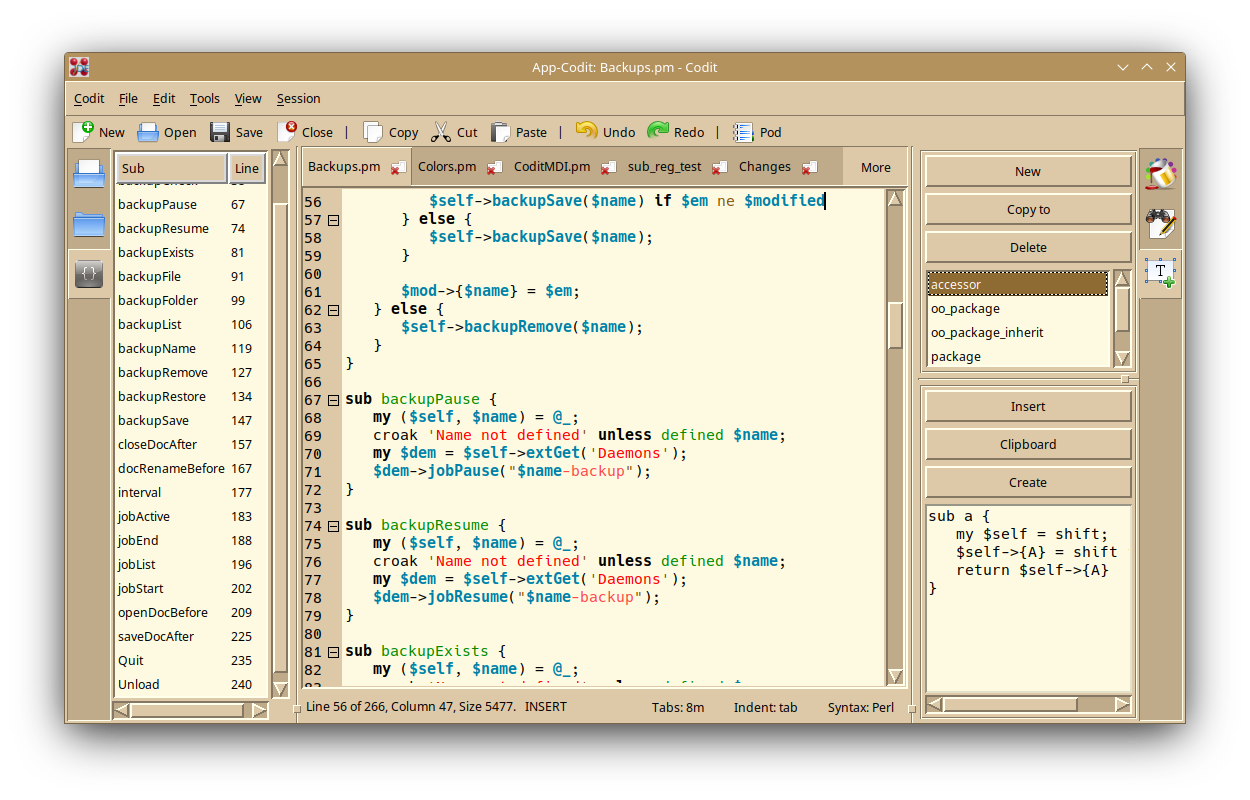 App-Codit: Backups.pm - Codit
Codit File Edit Tools View Session
New Open Save Close | Copy Cut Paste | Undo Redo | Pod
Sub Line
backupPause 67
backupResume 74
backupExists 81
backupFile 91
backupFolder 99
backupList 106
backupName 119
backupRemove 127
backupRestore 134
backupSave 147
closeDocAfter 157
docRenameBefore 167
interval 177
jobActive 183
jobEnd 188
jobList 196
jobStart 202
openDocBefore 209
saveDocAfter 225
Quit 235
Unload 240
Backups.pm Colors.pm CoditMDI.pm sub_reg_test Changes More
56 $self->backupSave($name) if $em ne $modified
57 } else {
58 $self->backupSave($name);
59 }
60
61 $mod->{$name} = $em;
62 } else {
63 $self->backupRemove($name);
64 }
65 }
66
67 sub backupPause {
68 my ($self, $name) = @_;
69 croak 'Name not defined' unless defined $name;
70 my $dem = $self->extGet('Daemons');
71 $dem->jobPause("$name-backup");
72 }
73
74 sub backupResume {
75 my ($self, $name) = @_;
76 croak 'Name not defined' unless defined $name;
77 my $dem = $self->extGet('Daemons');
78 $dem->jobResume("$name-backup");
79 }
80
81 sub backupExists {
82 my ($self, $name) = @_;
Line 56 of 266, Column 47, Size 5477. INSERT Tabs: 8m Indent: tab Syntax: Perl
New
Copy to
Delete
accessor
oo_package
oo_package_inherit
package
Insert
Clipboard
Create
sub a {
my $self = shift;
$self->{A} = shift
return $self->{A}
}